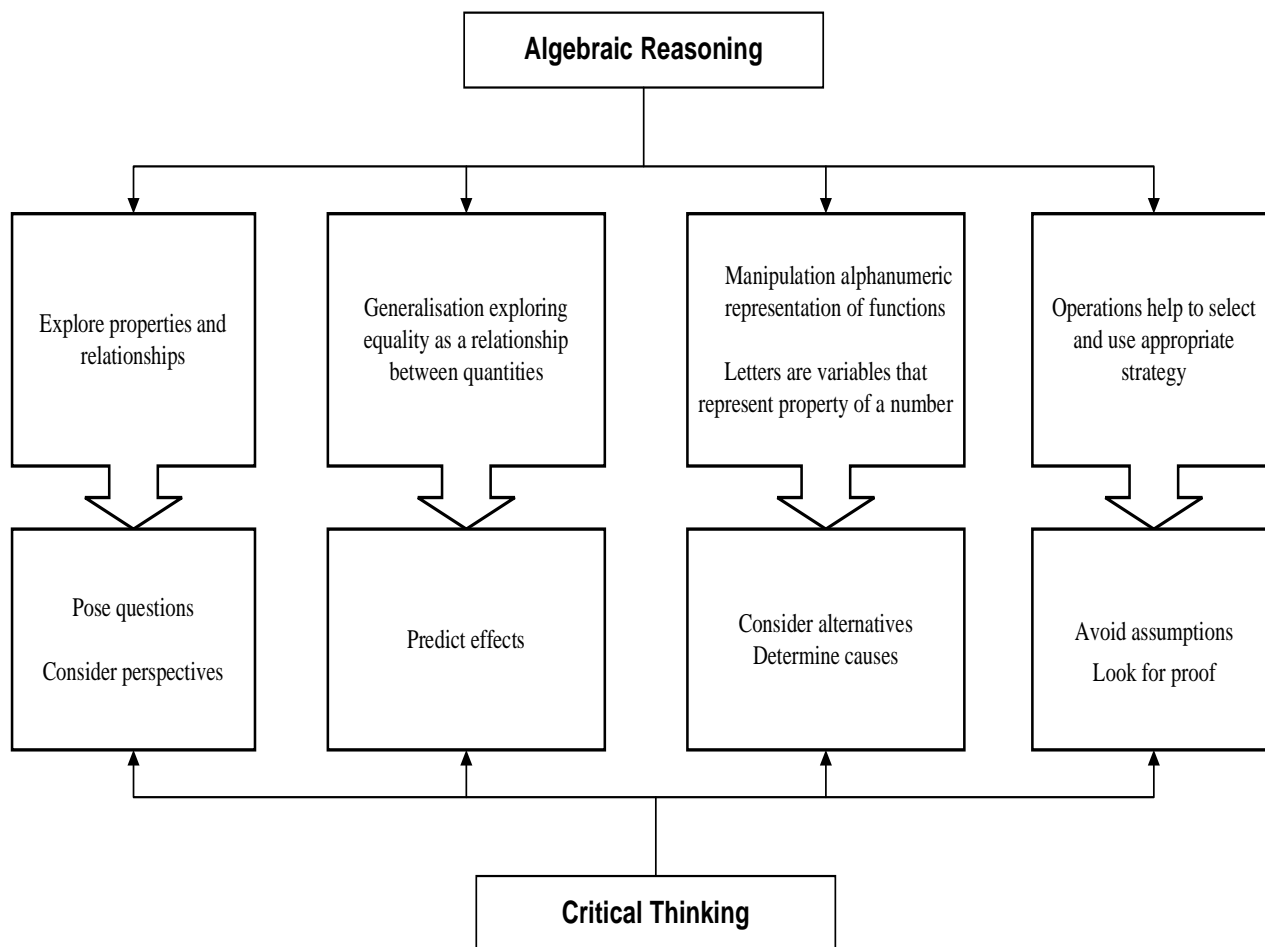 Algebraic Reasoning
Explore properties and
relationships
Generalisation exploring
equality as a relationship
between quantities
Manipulation alphanumeric
representation of functions
Letters are variables that
represent property of a number
Operations help to select
and use appropriate
strategy
Pose questions
Consider perspectives
Predict effects
Consider alternatives
Determine causes
Avoid assumptions
Look for proof
Critical Thinking